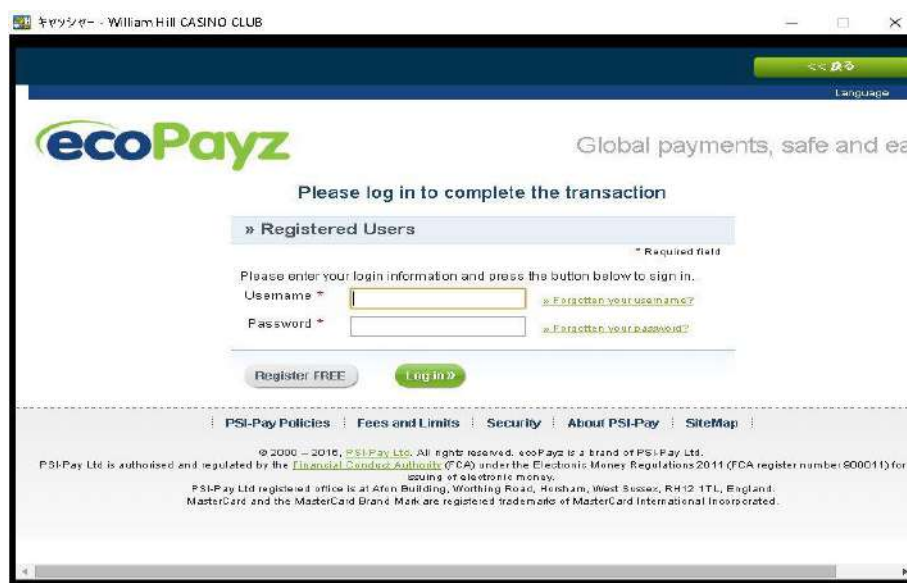 キャッシャー - William Hill CASINO CLUB
<< 戻る
Language
ecoPayz
Global payments, safe and ea
Please log in to complete the transaction
» Registered Users
* Required field
Please enter your login information and press the button below to sign in.
Username *
» Forgotten your username?
Password *
» Forgotten your password?
Register FREE
Log in »
PSI-Pay Policies Fees and Limits Security About PSI-Pay SiteMap
© 2000 – 2016, PSI-Pay Ltd. All rights reserved. ecoPayz is a brand of PSI-Pay Ltd.
PSI-Pay Ltd is authorised and regulated by the Financial Conduct Authority (FCA) under the Electronic Money Regulations 2011 (FCA register number 900011) for
issuing of electronic money.
PSI-Pay Ltd registered office is at Afon Building, Worthing Road, Horsham, West Sussex, RH12 1TL, England.
MasterCard and the MasterCard Brand Mark are registered trademarks of MasterCard International Incorporated.